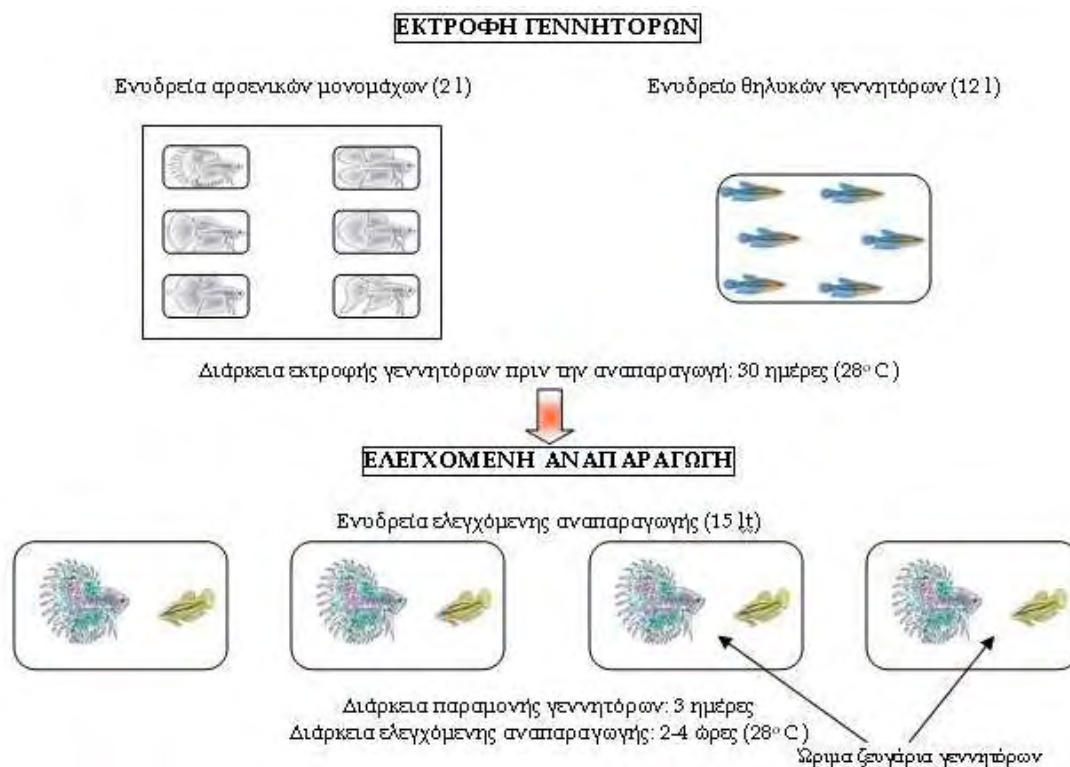 ΕΚΤΡΟΦΗ ΓΕΝΝΗΤΟΡΩΝ
Ενυδρεία αρσενικών μονομάχων (2 l)
Ενυδρείο θηλυκών γεννητόρων (12 l)
Διάρκεια εκτροφής γεννητόρων πριν την αναπαραγωγή: 30 ημέρες (28° C)
ΕΛΕΓΧΟΜΕΝΗ ΑΝΑΠΑΡΑΓΩΓΗ
Ενυδρεία ελεγχόμενης αναπαραγωγής (15 lt)
Διάρκεια παραμονής γεννητόρων: 3 ημέρες
Διάρκεια ελεγχόμενης αναπαραγωγής: 2-4 ώρες (28° C)
Ώριμα ζευγάρια γεννητόρων